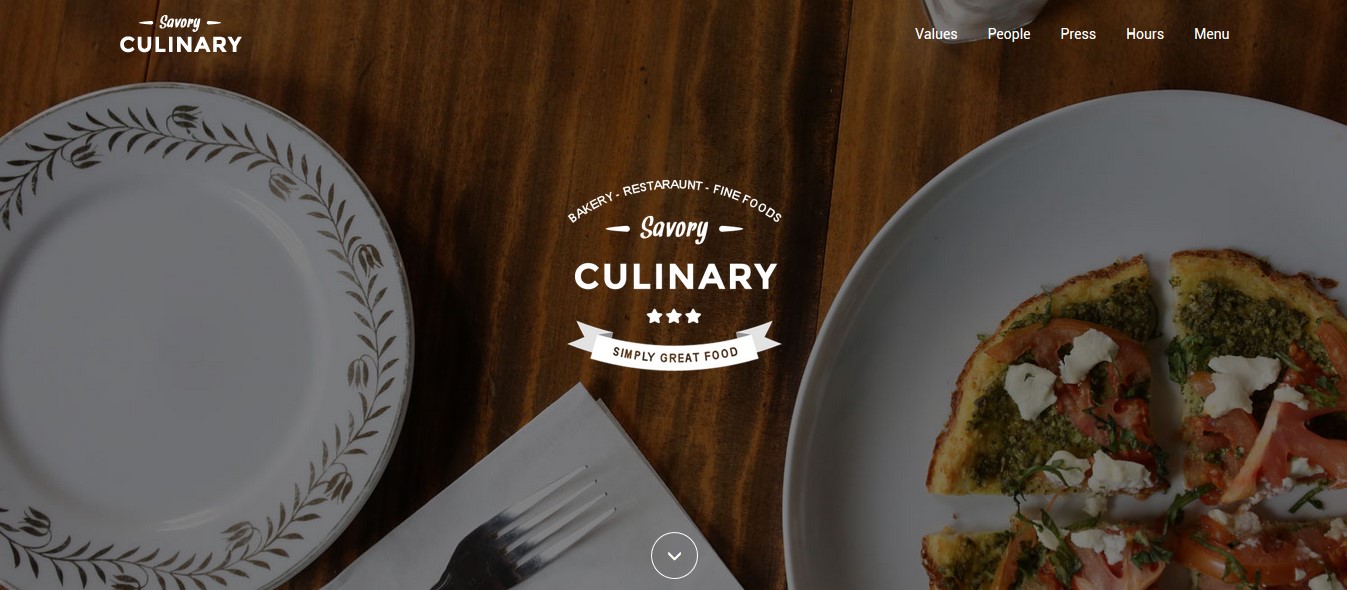 Savory
CULINARY
Values People Press Hours Menu
BAKERY - RESTARAUNT - FINE FOODS
Savory
CULINARY
SIMPLY GREAT FOOD